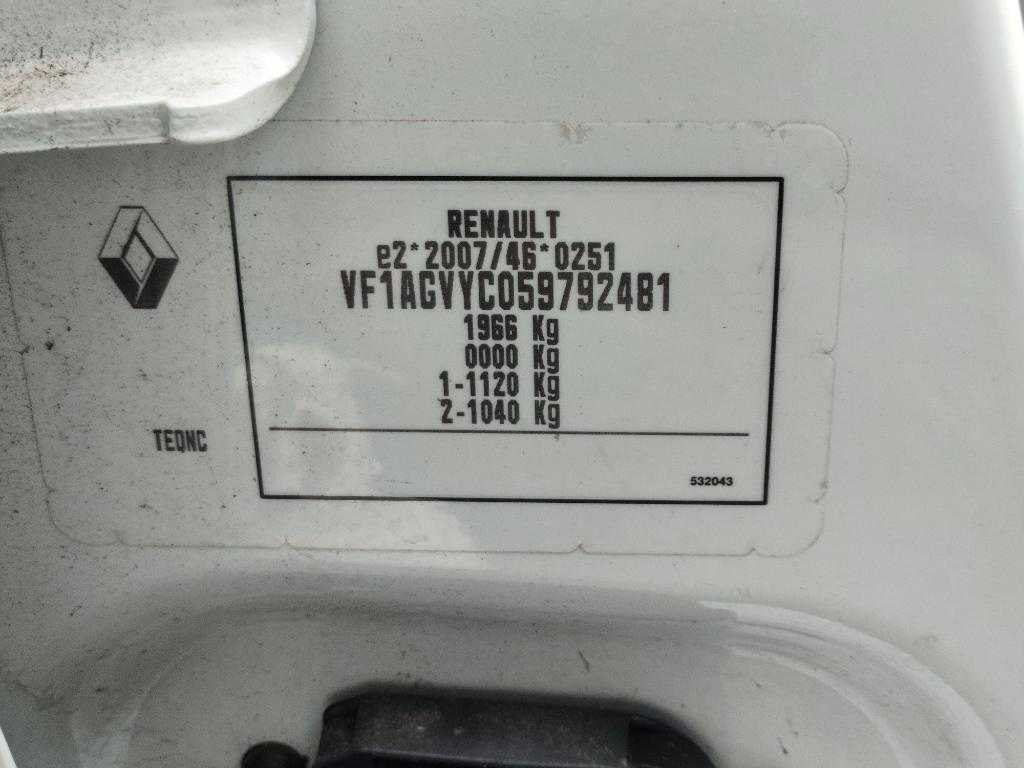 RENAULT
e2*2007/46*0251
VF1AGVYC059792481
1966 Kg
0000 Kg
1-1120 Kg
2-1040 Kg
TEQNC
532043